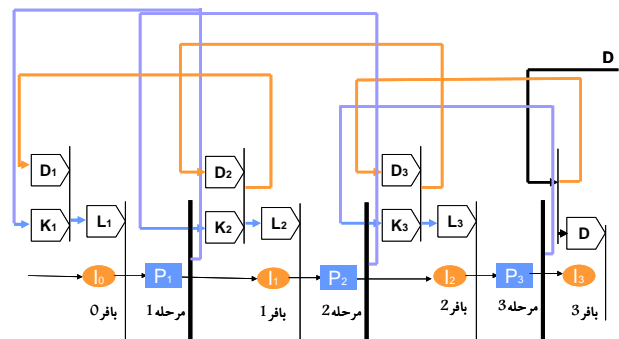 D
D₁ D₂ D₃
K₁ L₁ K₂ L₂ K₃ L₃ D
I₀ P₁ I₁ P₂ I₂ P₃ I₃
بافر0 مرحله1 بافر1 مرحله2 بافر2 مرحله3 بافر3